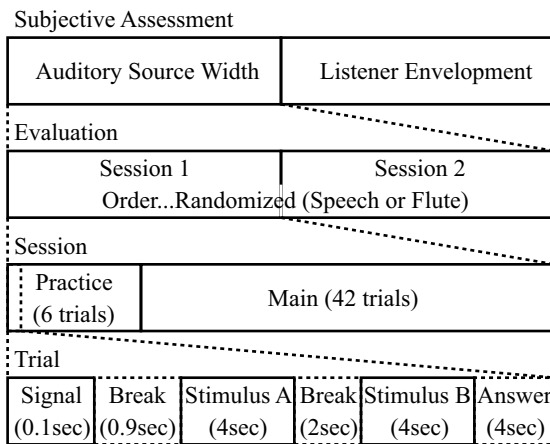 Subjective Assessment
Auditory Source Width
Listener Envelopment
Evaluation
Session 1
Session 2
Order...Randomized (Speech or Flute)
Session
Practice
(6 trials)
Main (42 trials)
Trial
Signal
(0.1sec)
Break
(0.9sec)
Stimulus A
(4sec)
Break
(2sec)
Stimulus B
(4sec)
Answer
(4sec)